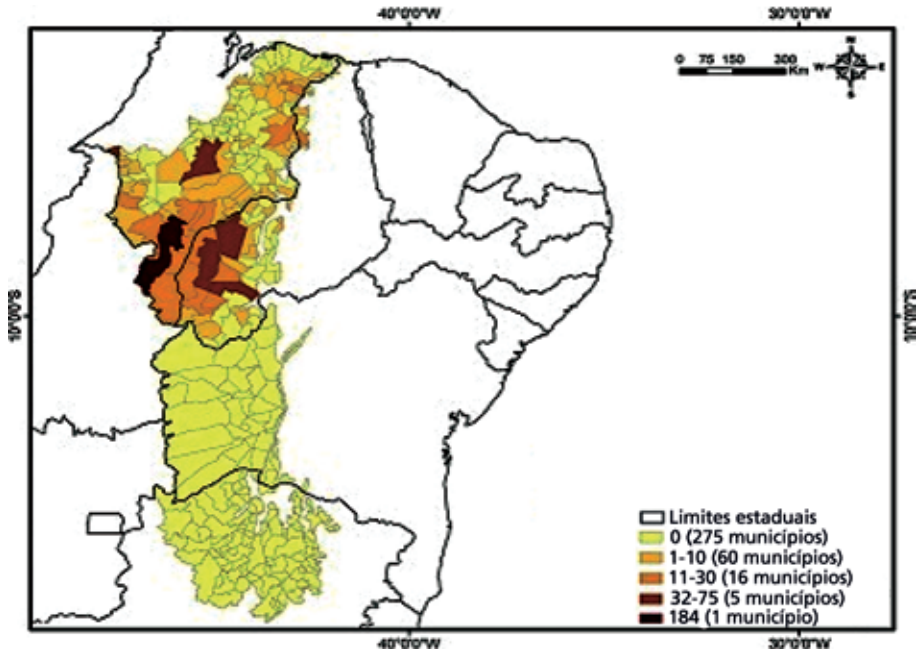 40°0'0"W 30°0'0"W
0 75 150 300
Km
N
W E
S
10°0'0"S 10°0'0"S
Limites estaduais
0 (275 municípios)
1-10 (60 municípios)
11-30 (16 municípios)
32-75 (5 municípios)
184 (1 município)
40°0'0"W 30°0'0"W